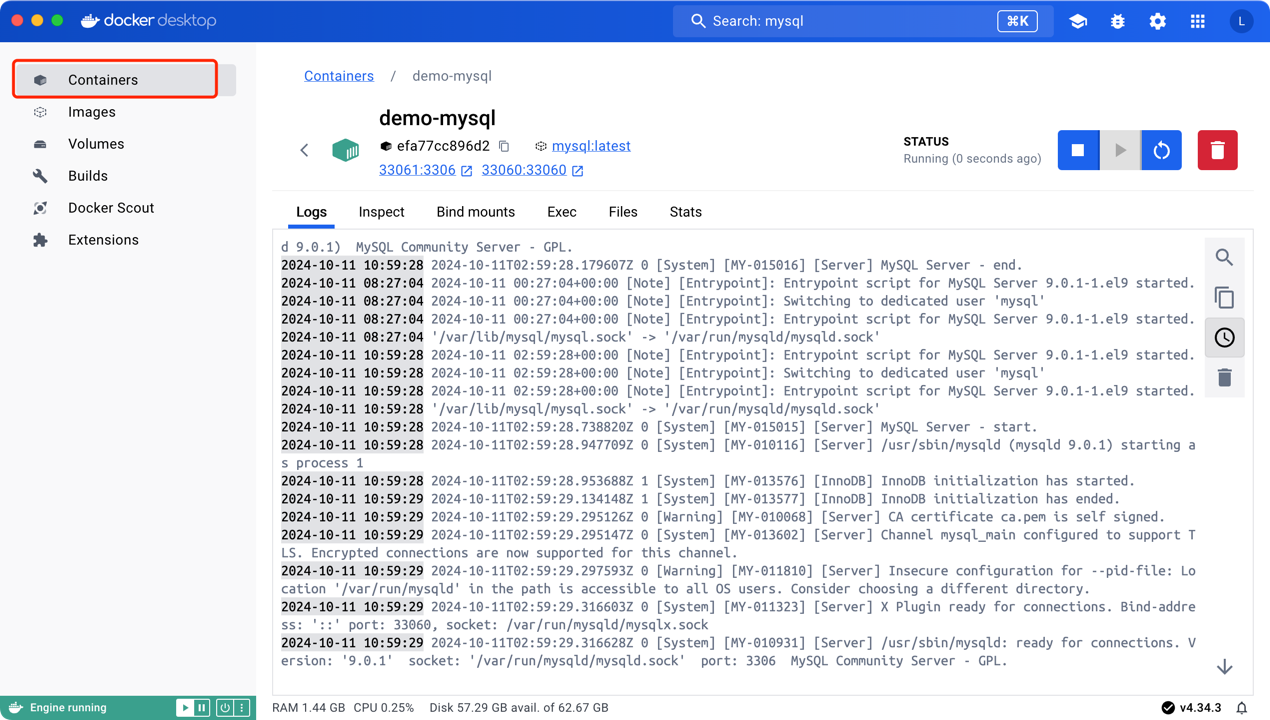 docker desktop
Search: mysql
⌘K
L
Containers
Images
Volumes
Builds
Docker Scout
Extensions
Containers / demo-mysql
demo-mysql
efa77cc896d2 mysql:latest
33061:3306 33060:33060
STATUS
Running (0 seconds ago)
Logs Inspect Bind mounts Exec Files Stats
d 9.0.1)  MySQL Community Server - GPL.
2024-10-11 10:59:28 2024-10-11T02:59:28.179607Z 0 [System] [MY-015016] [Server] MySQL Server - end.
2024-10-11 08:27:04 2024-10-11 00:27:04+00:00 [Note] [Entrypoint]: Entrypoint script for MySQL Server 9.0.1-1.el9 started.
2024-10-11 08:27:04 2024-10-11 00:27:04+00:00 [Note] [Entrypoint]: Switching to dedicated user 'mysql'
2024-10-11 08:27:04 2024-10-11 00:27:04+00:00 [Note] [Entrypoint]: Entrypoint script for MySQL Server 9.0.1-1.el9 started.
2024-10-11 08:27:04 '/var/lib/mysql/mysql.sock' -> '/var/run/mysqld/mysqld.sock'
2024-10-11 10:59:28 2024-10-11 02:59:28+00:00 [Note] [Entrypoint]: Entrypoint script for MySQL Server 9.0.1-1.el9 started.
2024-10-11 10:59:28 2024-10-11 02:59:28+00:00 [Note] [Entrypoint]: Switching to dedicated user 'mysql'
2024-10-11 10:59:28 2024-10-11 02:59:28+00:00 [Note] [Entrypoint]: Entrypoint script for MySQL Server 9.0.1-1.el9 started.
2024-10-11 10:59:28 '/var/lib/mysql/mysql.sock' -> '/var/run/mysqld/mysqld.sock'
2024-10-11 10:59:28 2024-10-11T02:59:28.738820Z 0 [System] [MY-015015] [Server] MySQL Server - start.
2024-10-11 10:59:28 2024-10-11T02:59:28.947709Z 0 [System] [MY-010116] [Server] /usr/sbin/mysqld (mysqld 9.0.1) starting a
s process 1
2024-10-11 10:59:28 2024-10-11T02:59:28.953688Z 1 [System] [MY-013576] [InnoDB] InnoDB initialization has started.
2024-10-11 10:59:29 2024-10-11T02:59:29.134148Z 1 [System] [MY-013577] [InnoDB] InnoDB initialization has ended.
2024-10-11 10:59:29 2024-10-11T02:59:29.295126Z 0 [Warning] [MY-010068] [Server] CA certificate ca.pem is self signed.
2024-10-11 10:59:29 2024-10-11T02:59:29.295147Z 0 [System] [MY-013602] [Server] Channel mysql_main configured to support T
LS. Encrypted connections are now supported for this channel.
2024-10-11 10:59:29 2024-10-11T02:59:29.297593Z 0 [Warning] [MY-011810] [Server] Insecure configuration for --pid-file: Lo
cation '/var/run/mysqld' in the path is accessible to all OS users. Consider choosing a different directory.
2024-10-11 10:59:29 2024-10-11T02:59:29.316603Z 0 [System] [MY-011323] [Server] X Plugin ready for connections. Bind-addre
ss: '::' port: 33060, socket: /var/run/mysqld/mysqlx.sock
2024-10-11 10:59:29 2024-10-11T02:59:29.316628Z 0 [System] [MY-010931] [Server] /usr/sbin/mysqld: ready for connections. V
ersion: '9.0.1'  socket: '/var/run/mysqld/mysqld.sock'  port: 3306  MySQL Community Server - GPL.
Engine running
RAM 1.44 GB CPU 0.25% Disk 57.29 GB avail. of 62.67 GB
v4.34.3